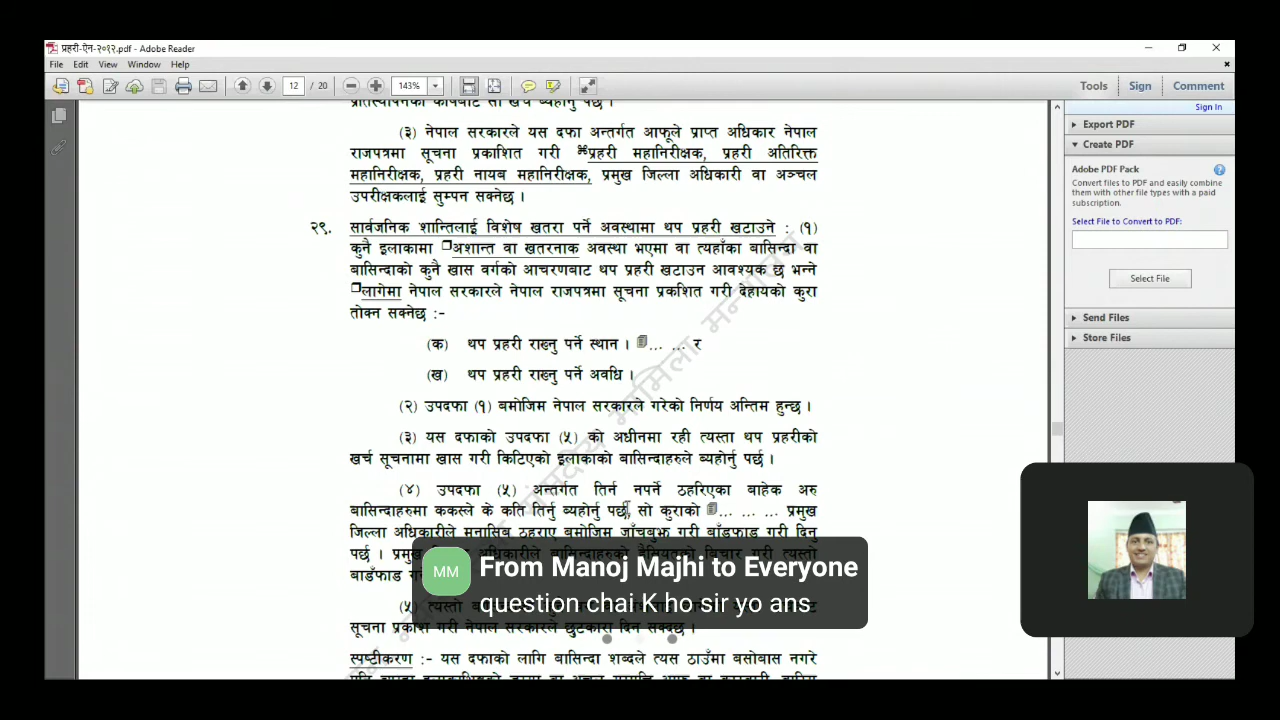 प्रहरी-ऐन-२०१२.pdf - Adobe Reader
File Edit View Window Help
12 / 20 143% Tools Sign Comment
Sign In
Export PDF
Create PDF
Adobe PDF Pack
Convert files to PDF and easily combine
them with other file types with a paid
subscription.
Select File to Convert to PDF:
Select File
Send Files
Store Files
(३) नेपाल सरकारले यस दफा अन्तर्गत आफूले प्राप्त अधिकार नेपाल
राजपत्रमा सूचना प्रकाशित गरी ⌘प्रहरी महानिरीक्षक, प्रहरी अतिरिक्त
महानिरीक्षक, प्रहरी नायब महानिरीक्षक, प्रमुख जिल्ला अधिकारी वा अञ्चल
उपरीक्षकलाई सुम्पन सक्नेछ ।
२९. सार्वजनिक शान्तिलाई विशेष खतरा पर्ने अवस्थामा थप प्रहरी खटाउने : (१)
कुनै इलाकामा अशान्त वा खतरनाक अवस्था भएमा वा त्यहाँका बासिन्दा वा
बासिन्दाको कुनै खास वर्गको आचरणबाट थप प्रहरी खटाउन आवश्यक छ भन्ने
लागेमा नेपाल सरकारले नेपाल राजपत्रमा सूचना प्रकशित गरी देहायको कुरा
तोक्न सक्नेछ :-
(क) थप प्रहरी राख्नु पर्ने स्थान । ... ... र
(ख) थप प्रहरी राख्नु पर्ने अवधि ।
(२) उपदफा (१) बमोजिम नेपाल सरकारले गरेको निर्णय अन्तिम हुन्छ ।
(३) यस दफाको उपदफा (५) को अधीनमा रही त्यस्ता थप प्रहरीको
खर्च सूचनामा खास गरी किटिएको इलाकाको बासिन्दाहरुले ब्यहोर्नु पर्छ ।
(४) उपदफा (५) अन्तर्गत तिर्न नपर्ने ठहरिएका बाहेक अरु
बासिन्दाहरुमा ककस्ले के कति तिर्नु ब्यहोर्नु पर्छ, सो कुराको ... ... ... प्रमुख
जिल्ला अधिकारीले मनासिब ठहराए बमोजिम जाँचबुझ गरी बाँडफाड गरी दिनु
पर्छ ।
MM From Manoj Majhi to Everyone
question chai K ho sir yo ans
सूचना प्रकाश गरी नेपाल सरकारले छुटकारा दिन सक्दछ ।
स्पष्टीकरण :- यस दफाको लागि बासिन्दा शब्दले त्यस ठाउँमा बसोबास नगरे